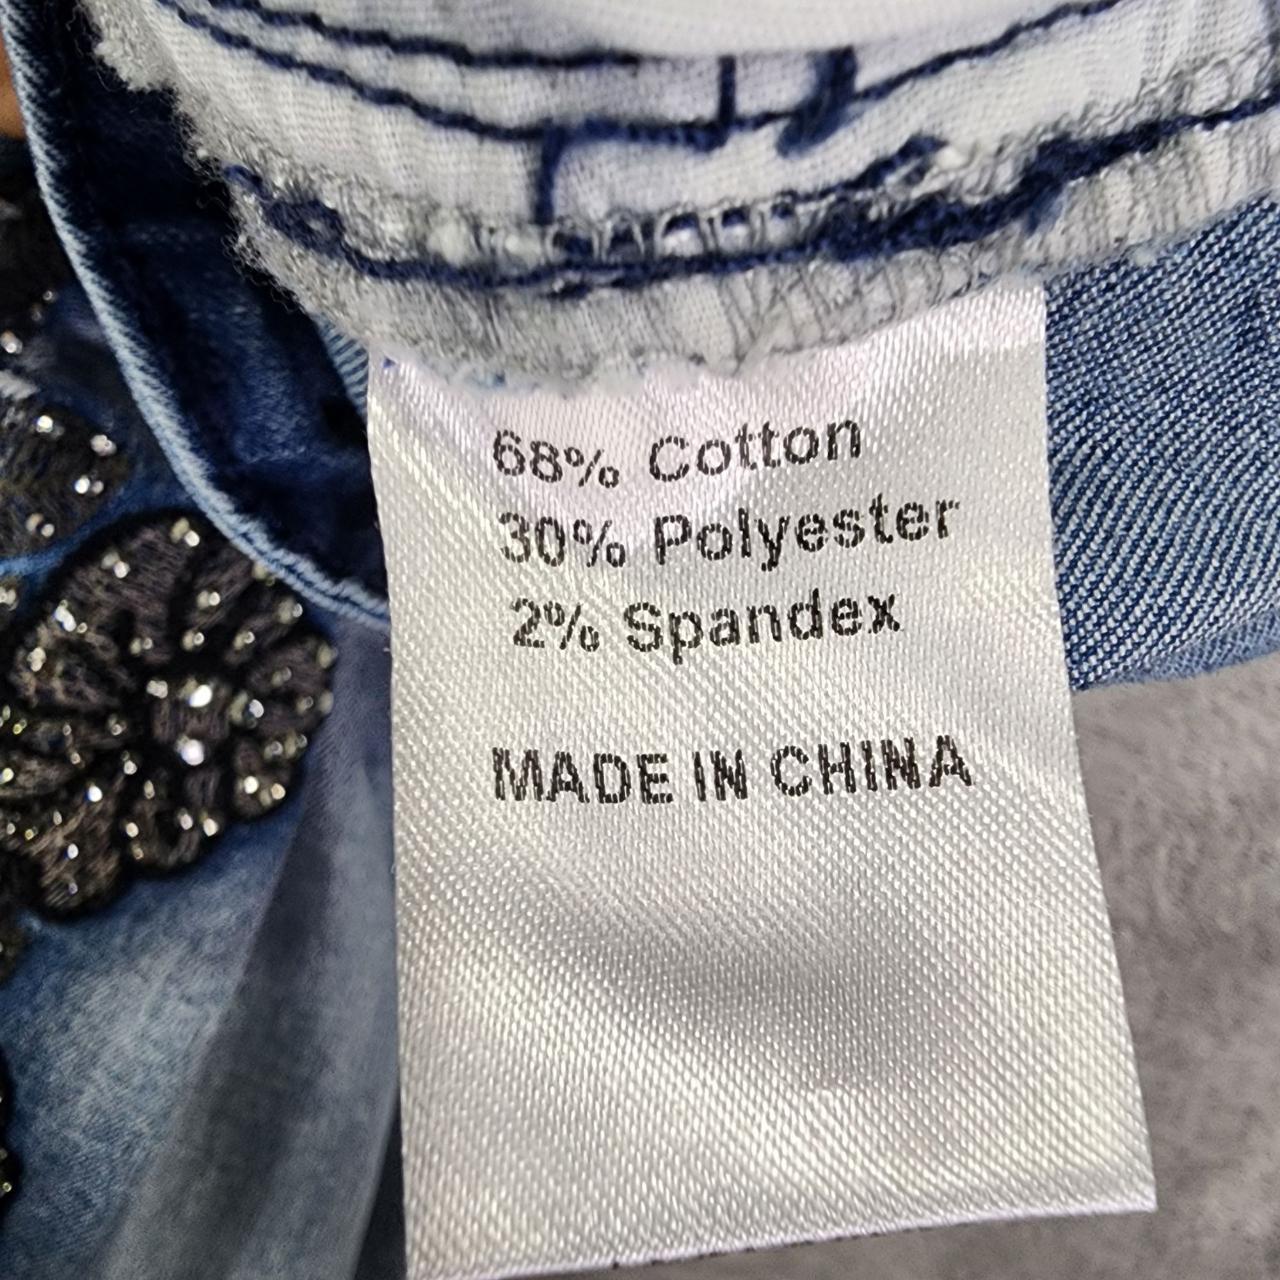 68% Cotton
30% Polyester
2% Spandex
MADE IN CHINA